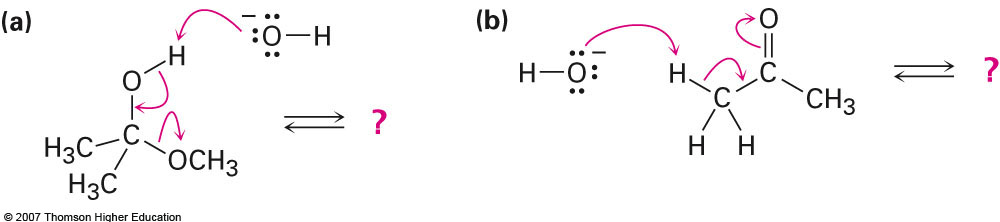 (a)
H
:Ö—H
O
H3C
C
OCH3
H3C
?
© 2007 Thomson Higher Education
(b)
O
H—O:
H
C
C
CH3
H H
?